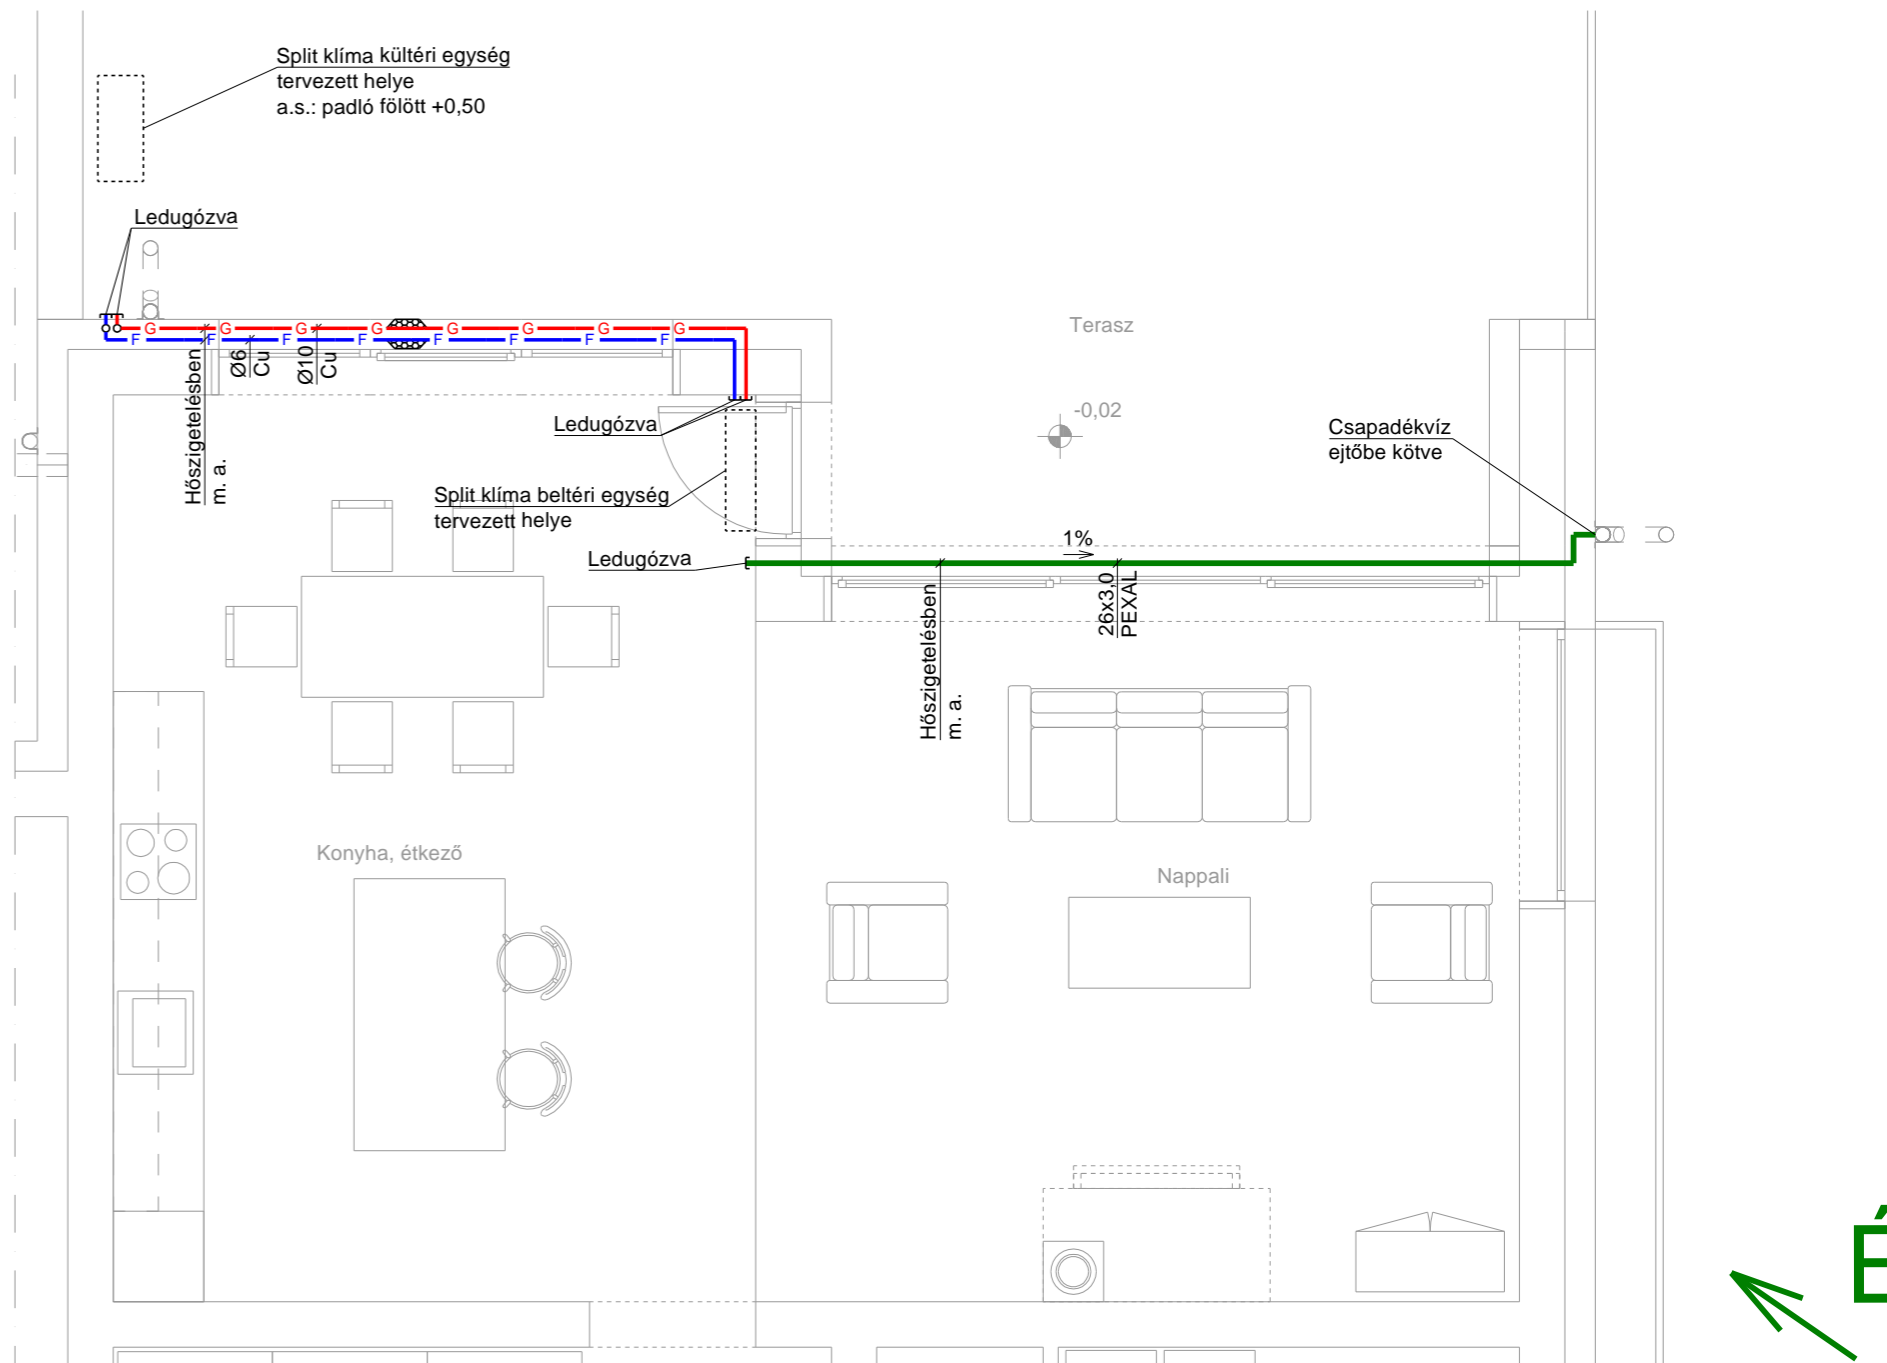 Split klíma kültéri egység
tervezett helye
a.s.: padló fölött +0,50
Ledugózva
G G G G G G G G
F F F F F F F F
Hőszigetelésben
m. a.
Ø6
Cu
Ø10
Cu
Terasz
-0,02
Ledugózva
Csapadékvíz
ejtőbe kötve
Split klíma beltéri egység
tervezett helye
Ledugózva
1%
26x3,0
PEXAL
Hőszigetelésben
m. a.
Konyha, étkező
Nappali
É